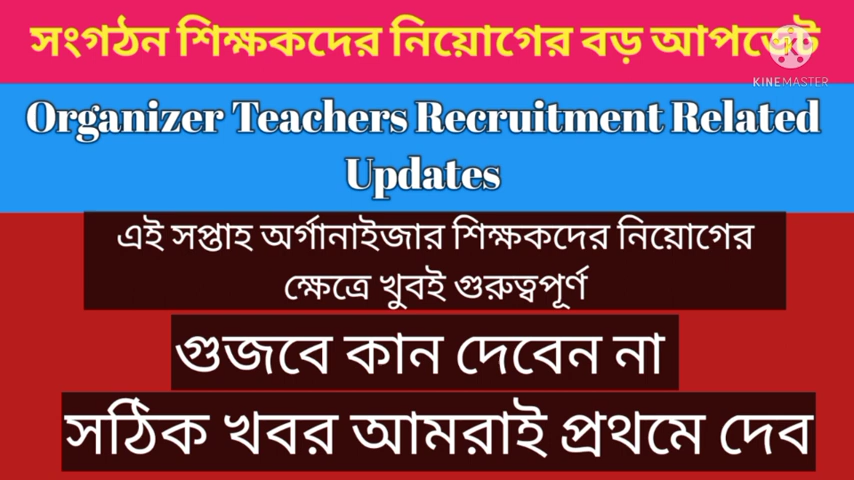 সংগঠন শিক্ষকদের নিয়োগের বড় আপডেট
KINEMASTER
Organizer Teachers Recruitment Related
Updates
এই সপ্তাহ অর্গানাইজার শিক্ষকদের নিয়োগের
ক্ষেত্রে খুবই গুরুত্বপূর্ণ
গুজবে কান দেবেন না
সঠিক খবর আমরাই প্রথমে দেব